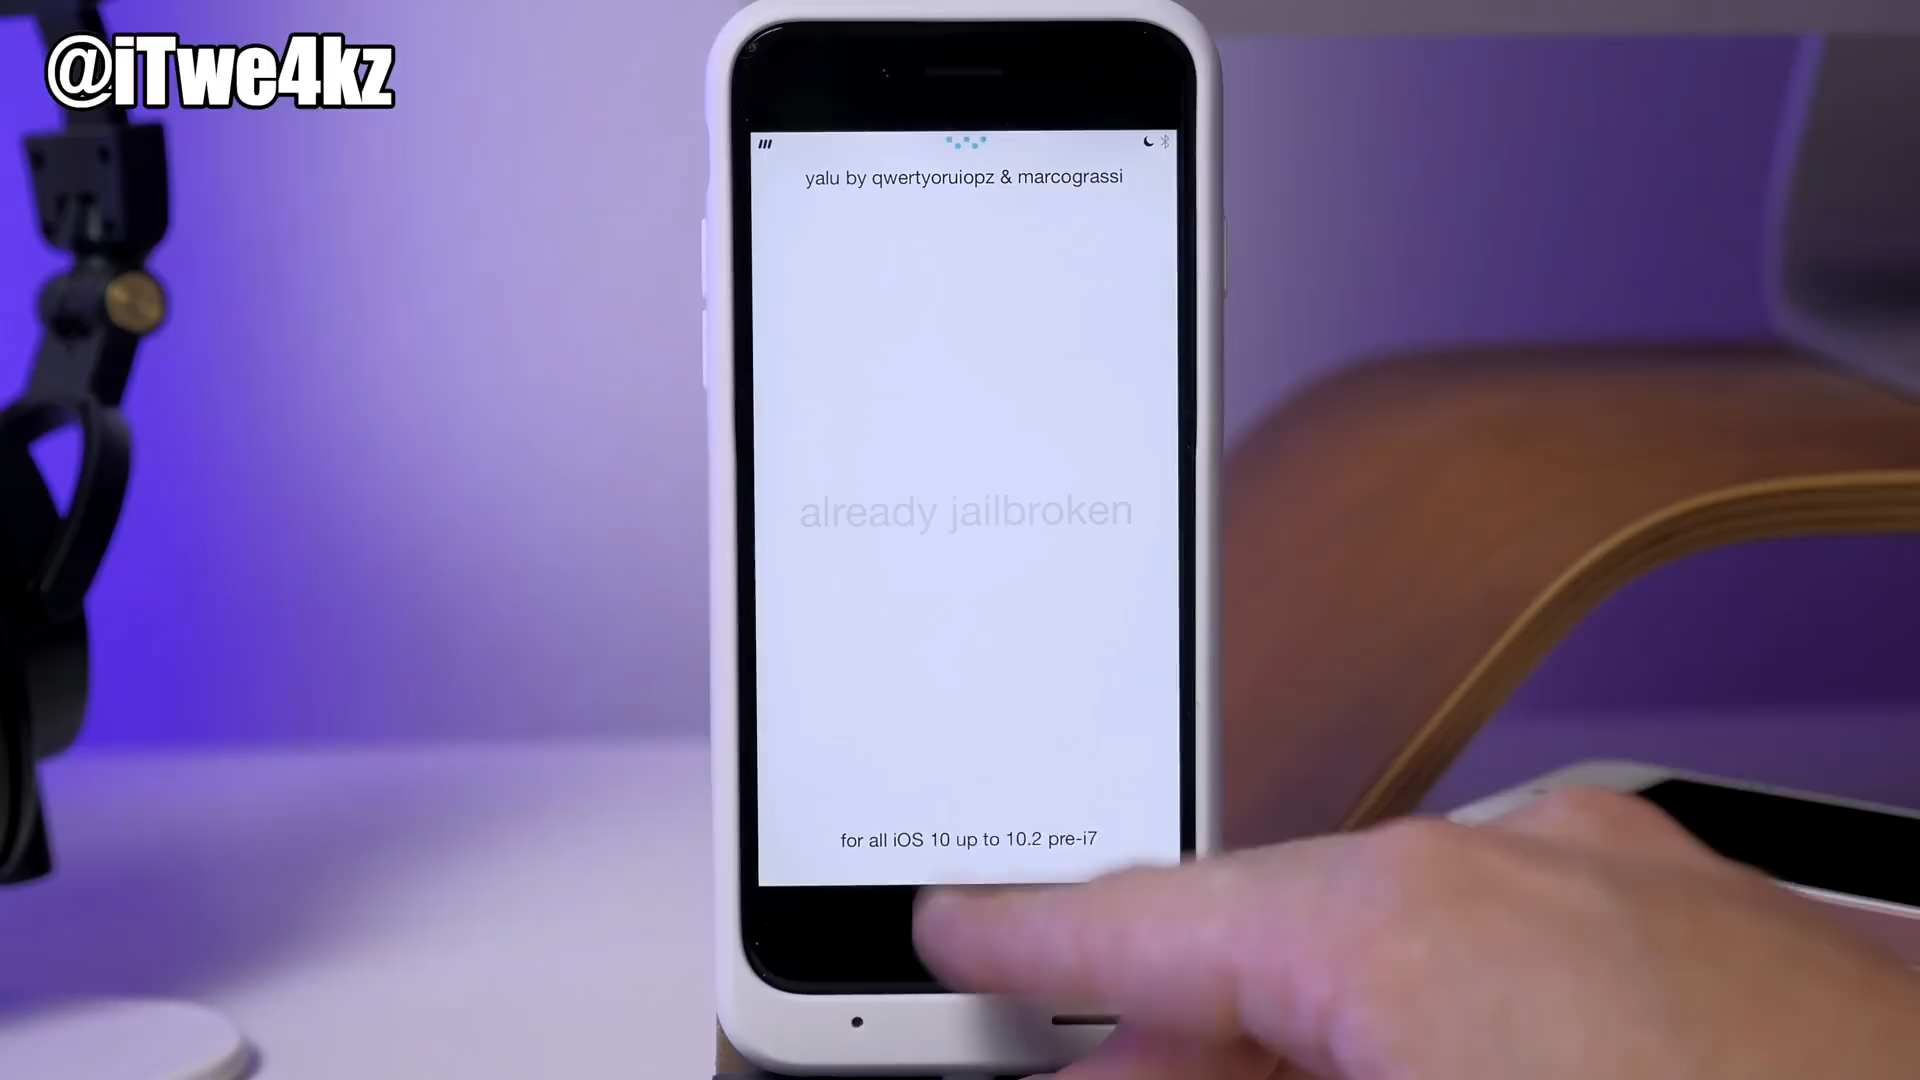 @iTwe4kz
yalu by qwertyoruiopz & marcograssi
already jailbroken
for all iOS 10 up to 10.2 pre-i7